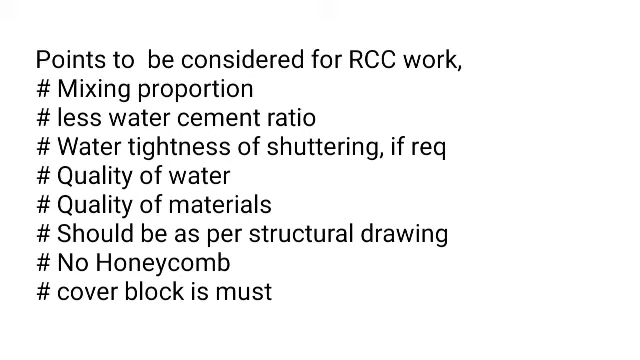 Points to  be considered for RCC work,
# Mixing proportion
# less water cement ratio
# Water tightness of shuttering, if req
# Quality of water
# Quality of materials
# Should be as per structural drawing
# No Honeycomb
# cover block is must